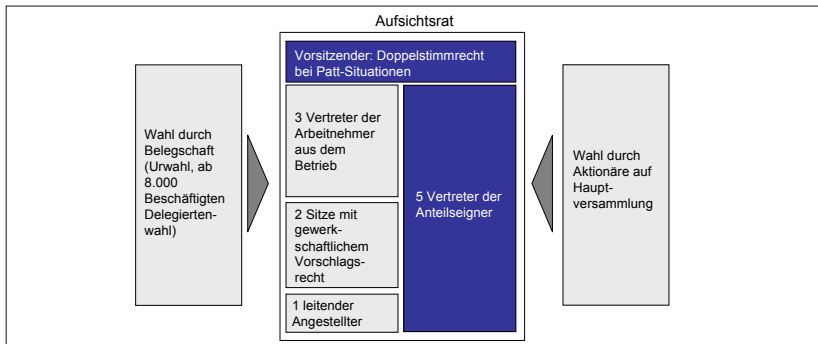 Aufsichtsrat
Vorsitzender: Doppelstimmrecht
bei Patt-Situationen
Wahl durch
Belegschaft
(Urwahl, ab
8.000
Beschäftigten
Delegierten-
wahl)
3 Vertreter der
Arbeitnehmer
aus dem
Betrieb
2 Sitze mit
gewerk-
schaftlichem
Vorschlags-
recht
1 leitender
Angestellter
5 Vertreter der
Anteilseigner
Wahl durch
Aktionäre auf
Haupt-
versammlung